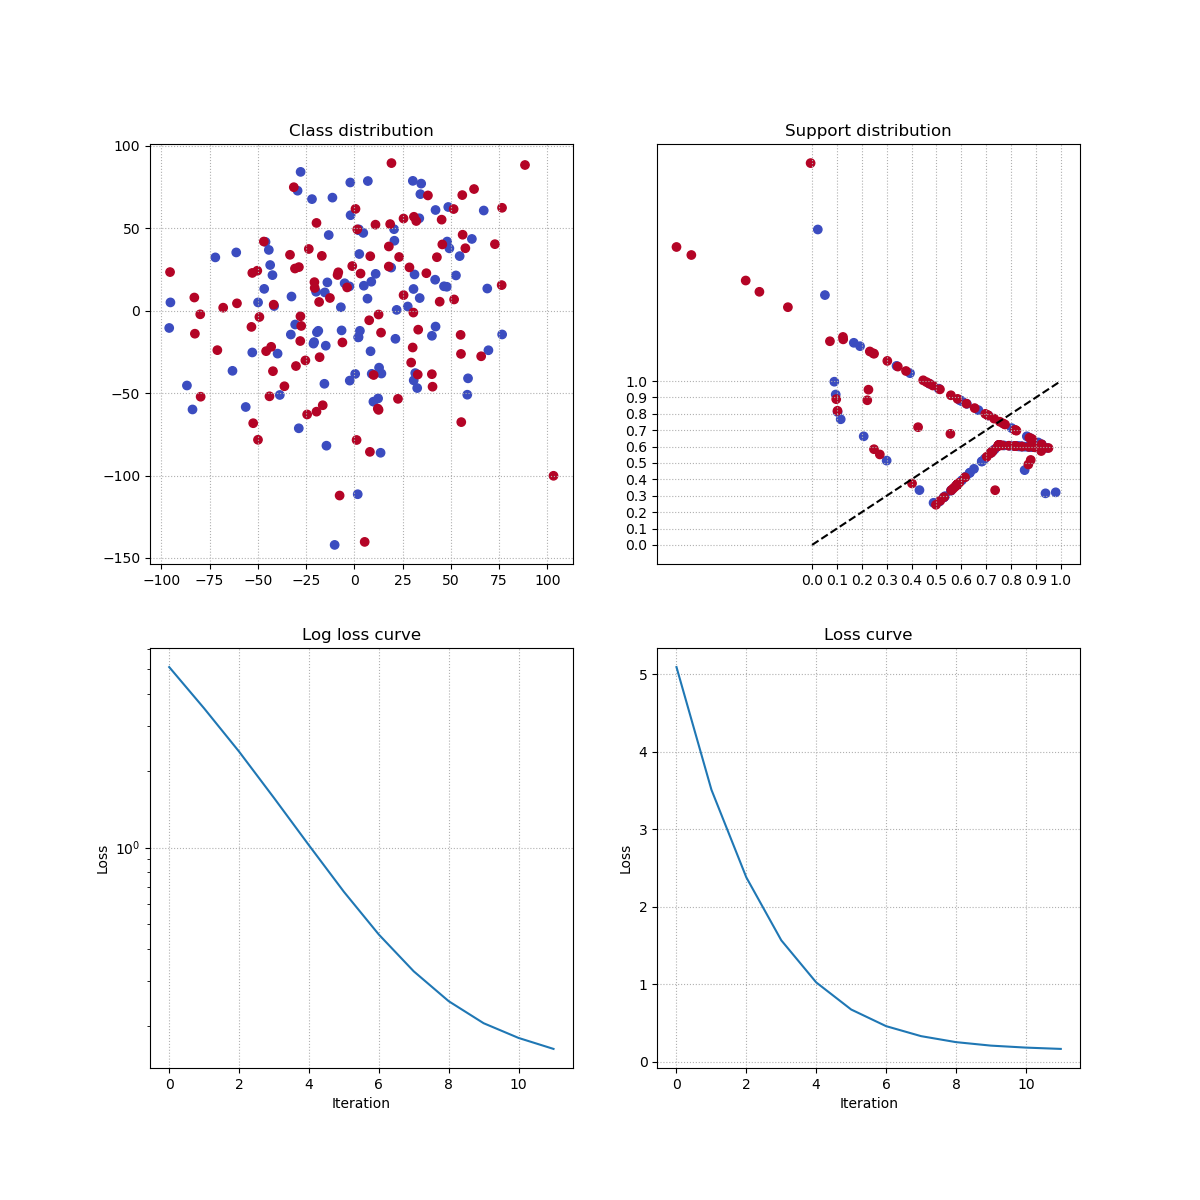 Class distribution
100
50
0
−50
−100
−150
−100 −75 −50 −25 0 25 50 75 100
Support distribution
1.0
0.9
0.8
0.7
0.6
0.5
0.4
0.3
0.2
0.1
0.0
0.0 0.1 0.2 0.3 0.4 0.5 0.6 0.7 0.8 0.9 1.0
Log loss curve
Loss
10⁰
0 2 4 6 8 10
Iteration
Loss curve
Loss
5
4
3
2
1
0
0 2 4 6 8 10
Iteration